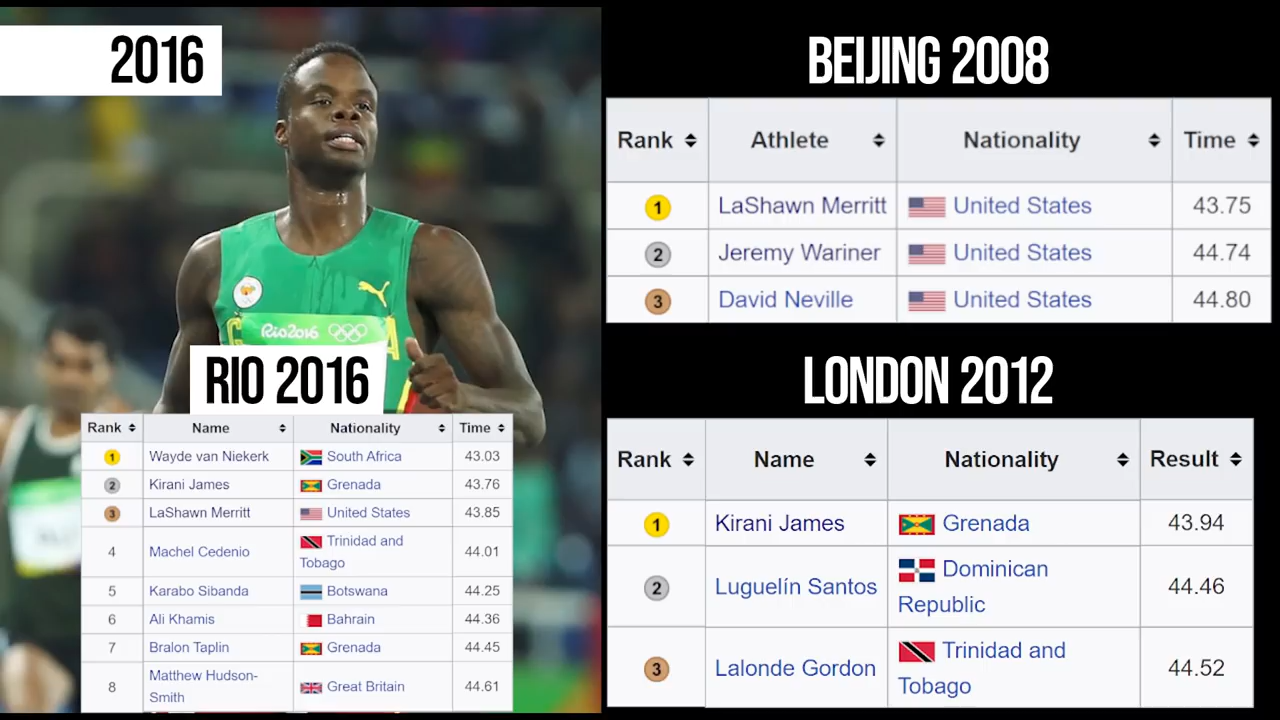 2016
Rio2016
RIO 2016
Rank Name Nationality Time
1 Wayde van Niekerk South Africa 43.03
2 Kirani James Grenada 43.76
3 LaShawn Merritt United States 43.85
4 Machel Cedenio Trinidad and
Tobago 44.01
5 Karabo Sibanda Botswana 44.25
6 Ali Khamis Bahrain 44.36
7 Bralon Taplin Grenada 44.45
8 Matthew Hudson-
Smith Great Britain 44.61
BEIJING 2008
Rank Athlete Nationality Time
1 LaShawn Merritt United States 43.75
2 Jeremy Wariner United States 44.74
3 David Neville United States 44.80
LONDON 2012
Rank Name Nationality Result
1 Kirani James Grenada 43.94
2 Luguelín Santos Dominican
Republic 44.46
3 Lalonde Gordon Trinidad and
Tobago 44.52